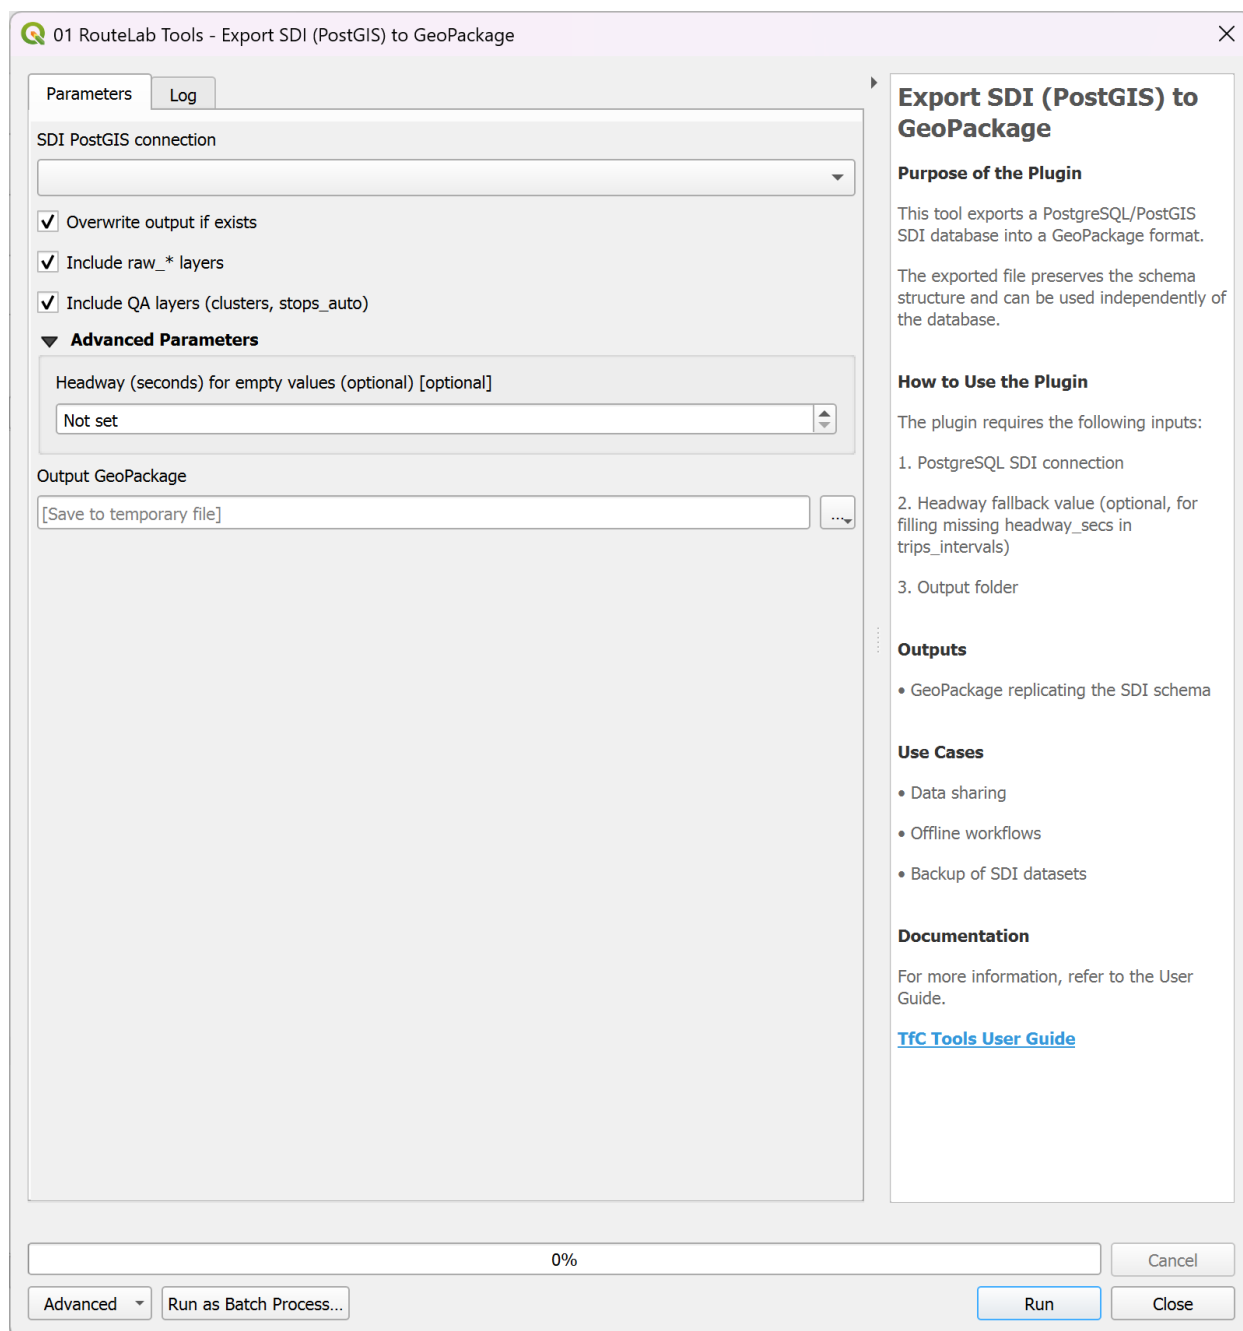 01 RouteLab Tools - Export SDI (PostGIS) to GeoPackage
Parameters
Log
SDI PostGIS connection
Overwrite output if exists
Include raw_* layers
Include QA layers (clusters, stops_auto)
Advanced Parameters
Headway (seconds) for empty values (optional) [optional]
Not set
Output GeoPackage
[Save to temporary file]
...
Export SDI (PostGIS) to
GeoPackage
Purpose of the Plugin
This tool exports a PostgreSQL/PostGIS
SDI database into a GeoPackage format.
The exported file preserves the schema
structure and can be used independently of
the database.
How to Use the Plugin
The plugin requires the following inputs:
1. PostgreSQL SDI connection
2. Headway fallback value (optional, for
filling missing headway_secs in
trips_intervals)
3. Output folder
Outputs
• GeoPackage replicating the SDI schema
Use Cases
• Data sharing
• Offline workflows
• Backup of SDI datasets
Documentation
For more information, refer to the User
Guide.
TfC Tools User Guide
0%
Cancel
Advanced
Run as Batch Process...
Run
Close